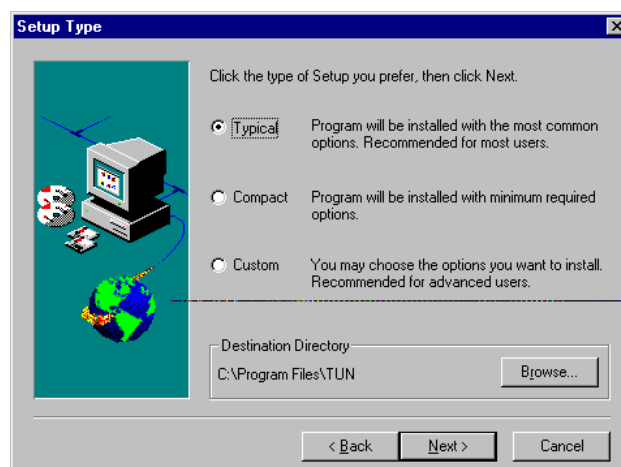 Setup Type
Click the type of Setup you prefer, then click Next.
Typical
Program will be installed with the most common
options. Recommended for most users.
Compact
Program will be installed with minimum required
options.
Custom
You may choose the options you want to install.
Recommended for advanced users.
Destination Directory
C:\Program Files\TUN
Browse...
< Back
Next >
Cancel